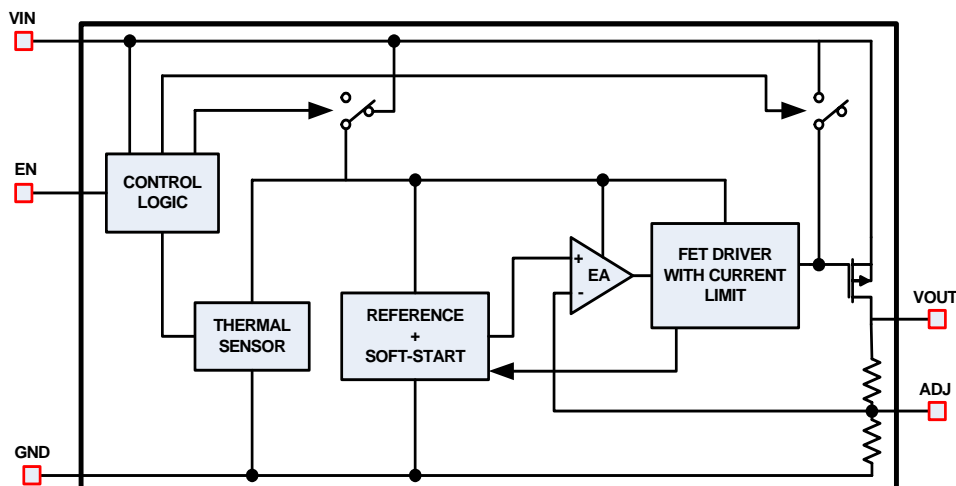 VIN
EN
CONTROL
LOGIC
+
EA
-
FET DRIVER
WITH CURRENT
LIMIT
THERMAL
SENSOR
REFERENCE
+
SOFT-START
VOUT
ADJ
GND